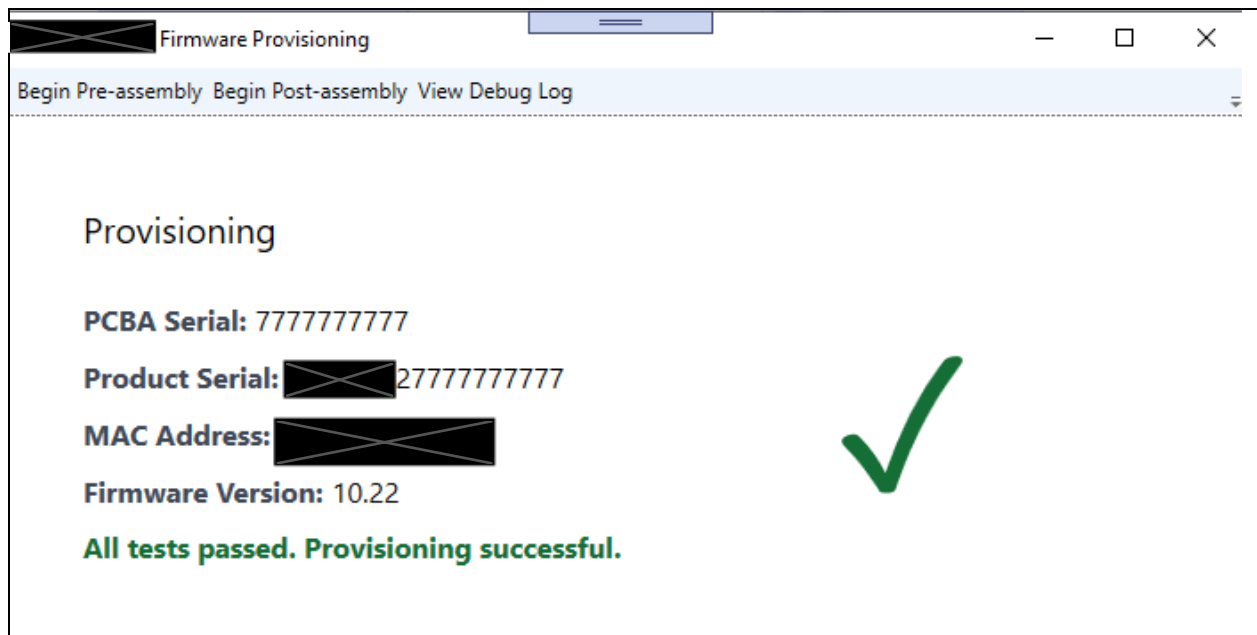 Firmware Provisioning
Begin Pre-assembly Begin Post-assembly View Debug Log
Provisioning
PCBA Serial: 7777777777
Product Serial: 27777777777
MAC Address:
Firmware Version: 10.22
All tests passed. Provisioning successful.